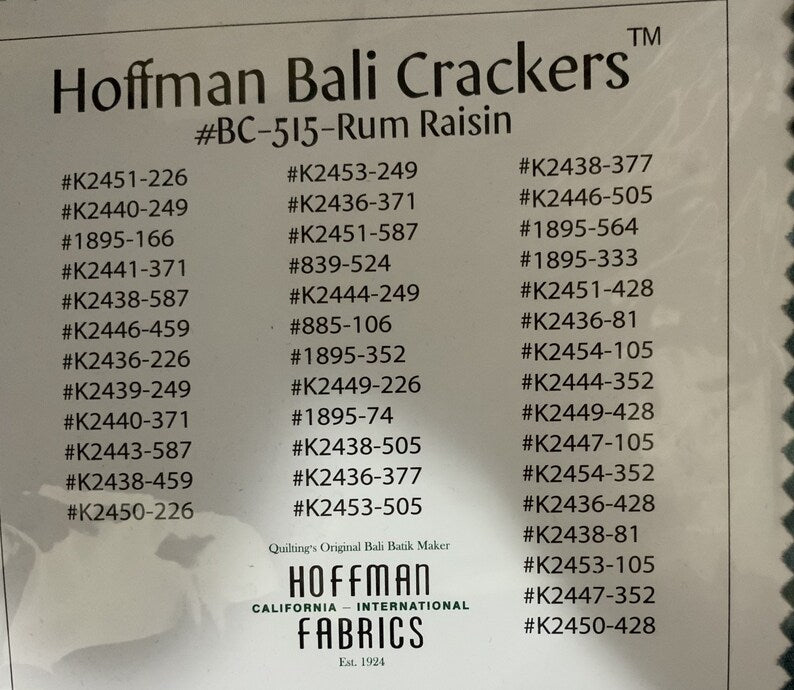 Hoffman Bali Crackers™
#BC-515-Rum Raisin
#K2451-226
#K2440-249
#1895-166
#K2441-371
#K2438-587
#K2446-459
#K2436-226
#K2439-249
#K2440-371
#K2443-587
#K2438-459
#K2450-226
#K2453-249
#K2436-371
#K2451-587
#839-524
#K2444-249
#885-106
#1895-352
#K2449-226
#1895-74
#K2438-505
#K2436-377
#K2453-505
#K2438-377
#K2446-505
#1895-564
#1895-333
#K2451-428
#K2436-81
#K2454-105
#K2444-352
#K2449-428
#K2447-105
#K2454-352
#K2436-428
#K2438-81
#K2453-105
#K2447-352
#K2450-428
Quilting's Original Bali Batik Maker
HOFFMAN
CALIFORNIA – INTERNATIONAL
FABRICS
Est. 1924